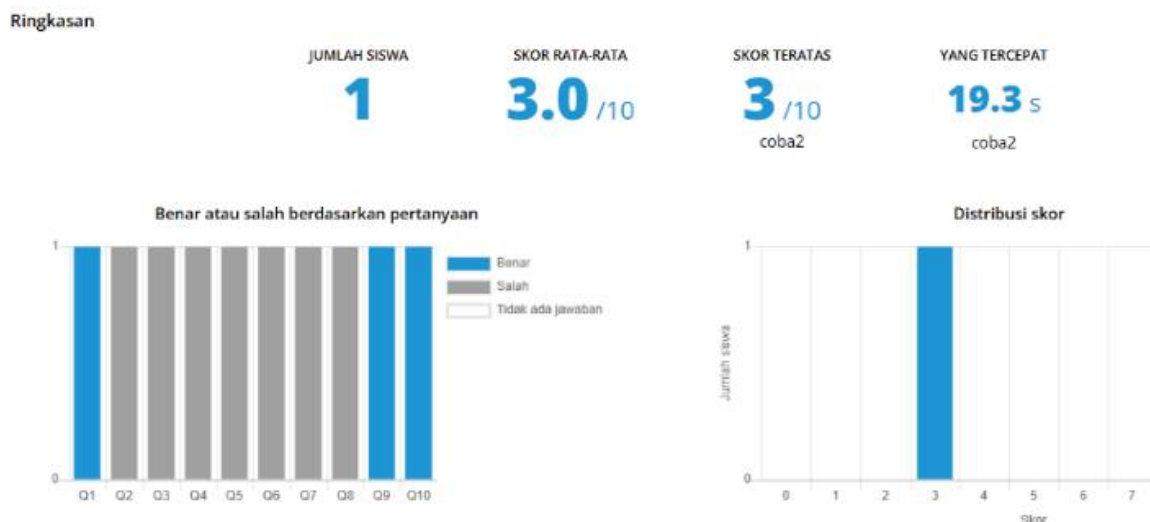 Ringkasan
JUMLAH SISWA
1
SKOR RATA-RATA
3.0 /10
SKOR TERATAS
3 /10
coba2
YANG TERCEPAT
19.3 s
coba2
Benar atau salah berdasarkan pertanyaan
1
0
Q1 Q2 Q3 Q4 Q5 Q6 Q7 Q8 Q9 Q10
Benar
Salah
Tidak ada jawaban
Distribusi skor
Jumlah siswa
1
0
0 1 2 3 4 5 6 7
Skor